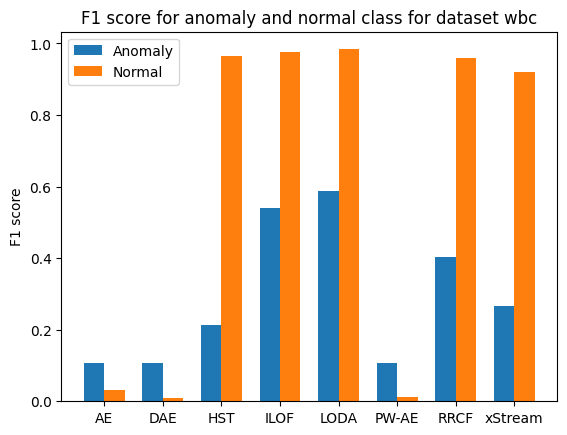 F1 score for anomaly and normal class for dataset wbc
Anomaly
Normal
F1 score
1.0
0.8
0.6
0.4
0.2
0.0
AE DAE HST ILOF LODA PW-AE RRCF xStream